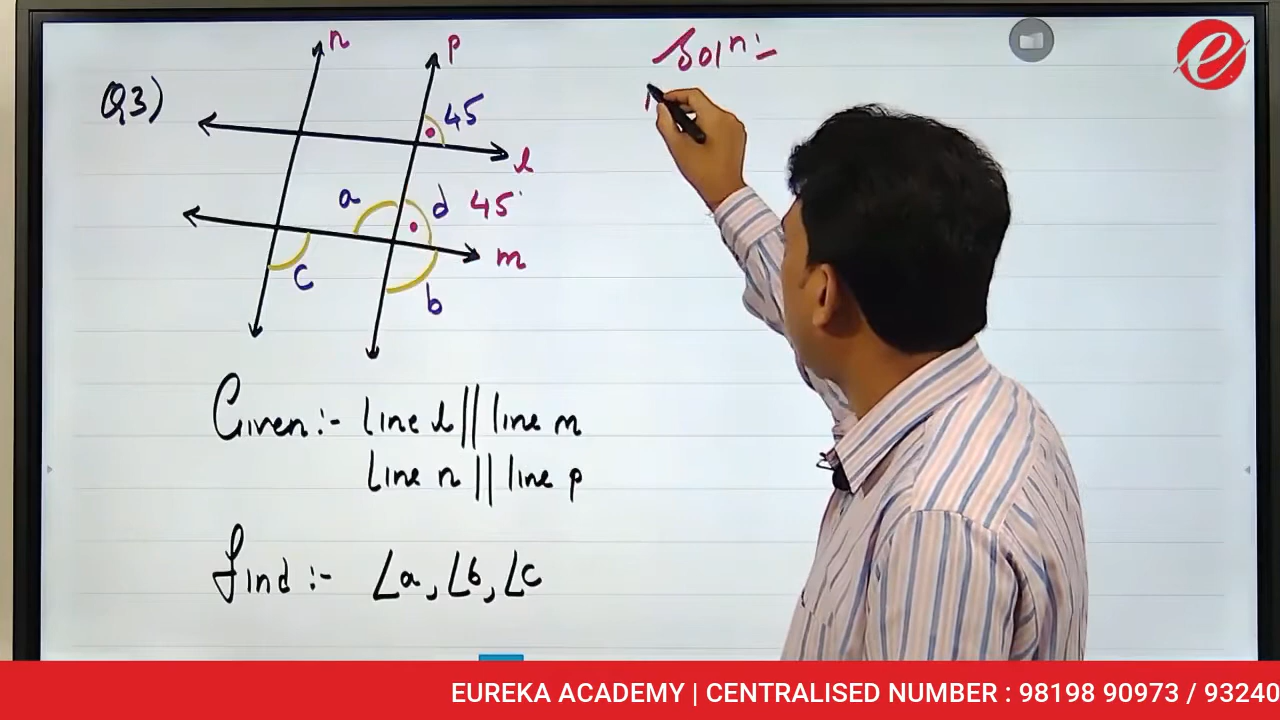 Q3)
n
p
Solⁿ:-
45
l
a
d 45°
m
c
b
Given:- line l || line m
line n || line p
find :- ∠a, ∠b, ∠c
EUREKA ACADEMY | CENTRALISED NUMBER : 98198 90973 / 93240